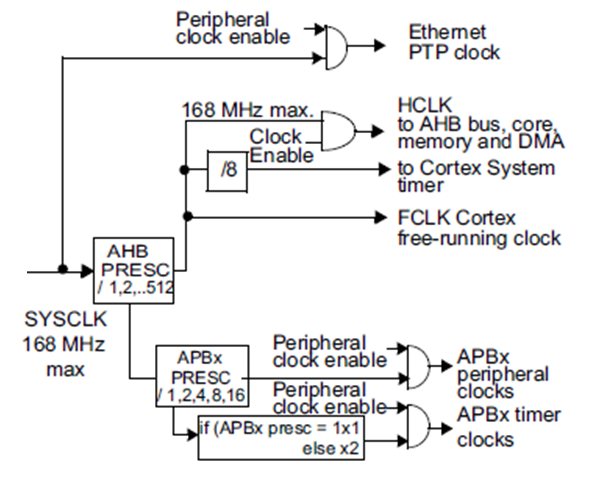 Peripheral
clock enable
Ethernet
PTP clock
168 MHz max.
HCLK
to AHB bus, core,
memory and DMA
Clock
Enable
/8
to Cortex System
timer
FCLK Cortex
free-running clock
AHB
PRESC
/ 1,2,..512
SYSCLK
168 MHz
max
APBx
PRESC
/ 1,2,4,8,16
Peripheral
clock enable
APBx
peripheral
clocks
Peripheral
clock enable
if (APBx presc = 1x1
else x2
APBx timer
clocks